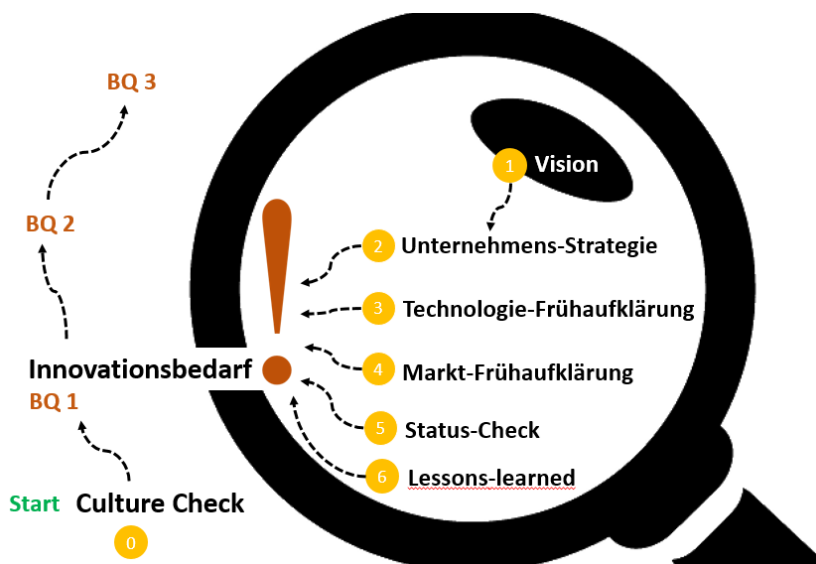 BQ 3
1 Vision
BQ 2
2 Unternehmens-Strategie
3 Technologie-Frühaufklärung
Innovationsbedarf
4 Markt-Frühaufklärung
BQ 1
5 Status-Check
6 Lessons-learned
Start Culture Check
0